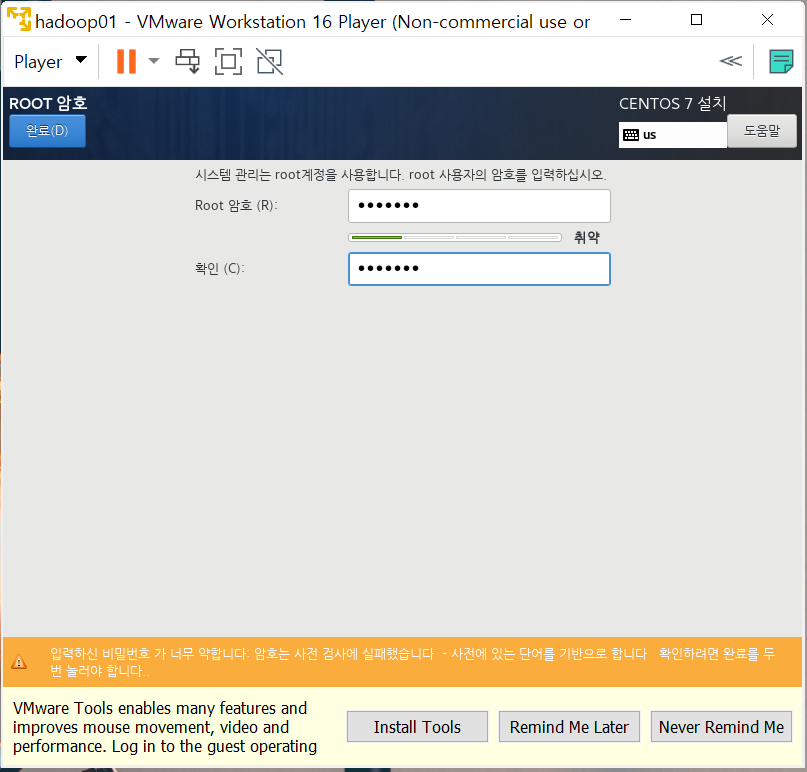 hadoop01 - VMware Workstation 16 Player (Non-commercial use or
Player
ROOT 암호
CENTOS 7 설치
완료(D)
us
도움말
시스템 관리는 root계정을 사용합니다. root 사용자의 암호를 입력하십시오.
Root 암호 (R):
●●●●●●●
취약
확인 (C):
●●●●●●●
입력하신 비밀번호 가 너무 약합니다: 암호는 사전 검사에 실패했습니다 - 사전에 있는 단어를 기반으로 합니다 확인하려면 완료를 두
번 눌러야 합니다..
VMware Tools enables many features and
improves mouse movement, video and
performance. Log in to the guest operating
Install Tools
Remind Me Later
Never Remind Me